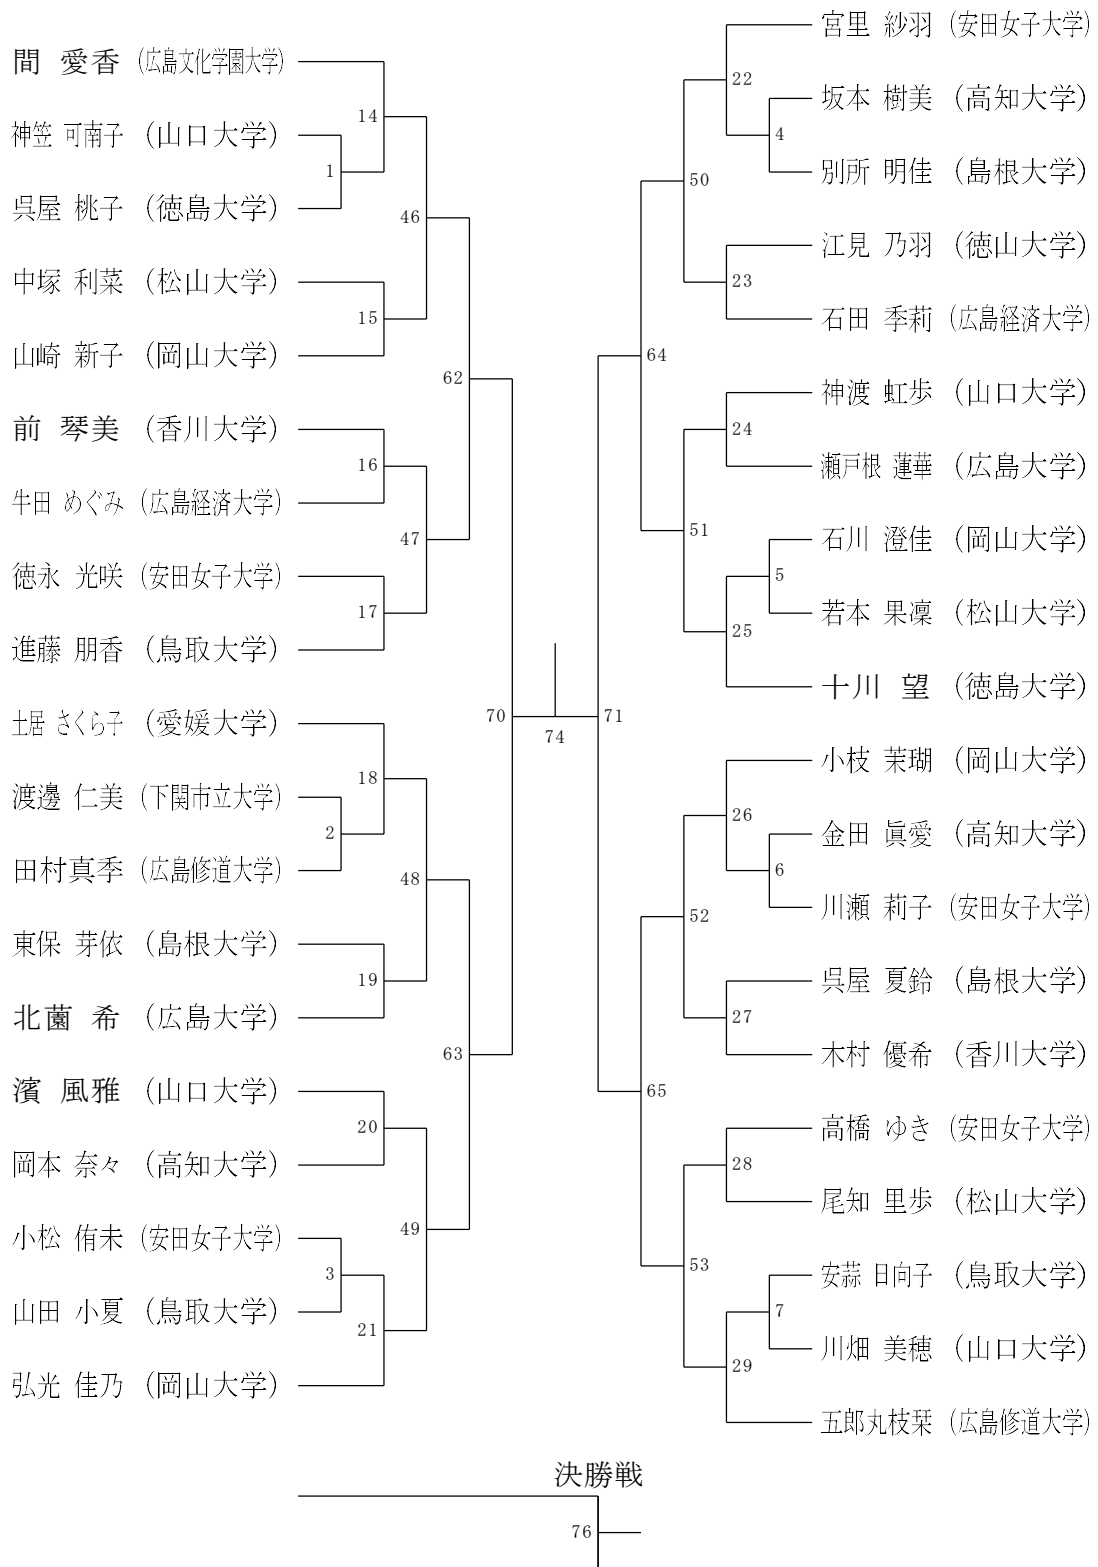 間 愛香 (広島文化学園大学)
神笠 可南子 (山口大学)
呉屋 桃子 (徳島大学)
中塚 利菜 (松山大学)
山崎 新子 (岡山大学)
前 琴美 (香川大学)
牛田 めぐみ (広島経済大学)
徳永 光咲 (安田女子大学)
進藤 朋香 (鳥取大学)
土居 さくら子 (愛媛大学)
渡邊 仁美 (下関市立大学)
田村真季 (広島修道大学)
東保 芽依 (島根大学)
北薗 希 (広島大学)
濱 風雅 (山口大学)
岡本 奈々 (高知大学)
小松 侑未 (安田女子大学)
山田 小夏 (鳥取大学)
弘光 佳乃 (岡山大学)
14
1
46
15
62
16
47
17
70
18
2
48
19
63
20
49
3
21
74
71
64
65
50
51
52
53
22
4
23
24
5
25
26
6
27
28
7
29
宮里 紗羽 (安田女子大学)
坂本 樹美 (高知大学)
別所 明佳 (島根大学)
江見 乃羽 (徳山大学)
石田 季莉 (広島経済大学)
神渡 虹歩 (山口大学)
瀬戸根 蓮華 (広島大学)
石川 澄佳 (岡山大学)
若本 果凜 (松山大学)
十川 望 (徳島大学)
小枝 茉瑚 (岡山大学)
金田 眞愛 (高知大学)
川瀬 莉子 (安田女子大学)
呉屋 夏鈴 (島根大学)
木村 優希 (香川大学)
高橋 ゆき (安田女子大学)
尾知 里歩 (松山大学)
安蒜 日向子 (鳥取大学)
川畑 美穂 (山口大学)
五郎丸枝栞 (広島修道大学)
決勝戦
76